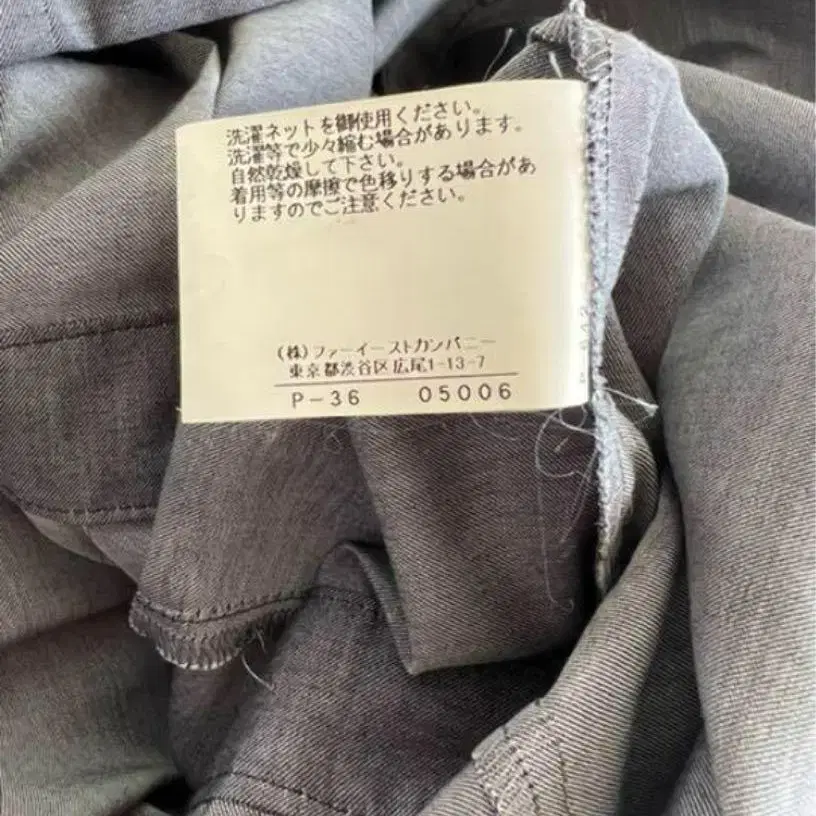 洗濯ネットを御使用ください。
洗濯等で少々縮む場合があります。
自然乾燥して下さい。
着用等の摩擦で色移りする場合があ
りますのでご注意ください。
(株)ファーイーストカンパニー
東京都渋谷区広尾1-13-7
P-36 05006